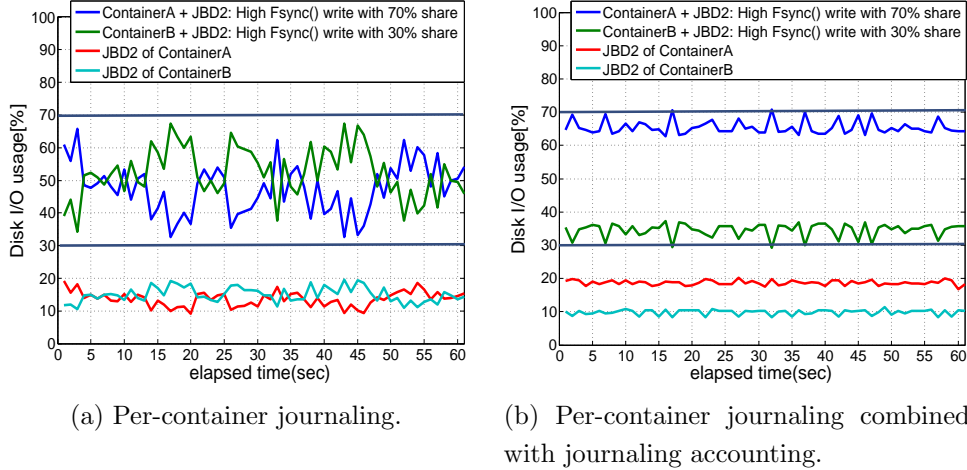 100
90
80
70
60
50
40
30
20
10
0
Disk I/O usage[%]
ContainerA + JBD2: High Fsync() write with 70% share
ContainerB + JBD2: High Fsync() write with 30% share
JBD2 of ContainerA
JBD2 of ContainerB
0 5 10 15 20 25 30 35 40 45 50 55 60
elapsed time(sec)
(a) Per-container journaling.
100
90
80
70
60
50
40
30
20
10
0
Disk I/O usage[%]
ContainerA + JBD2: High Fsync() write with 70% share
ContainerB + JBD2: High Fsync() write with 30% share
JBD2 of ContainerA
JBD2 of ContainerB
0 5 10 15 20 25 30 35 40 45 50 55 60
elapsed time(sec)
(b) Per-container journaling combined
with journaling accounting.